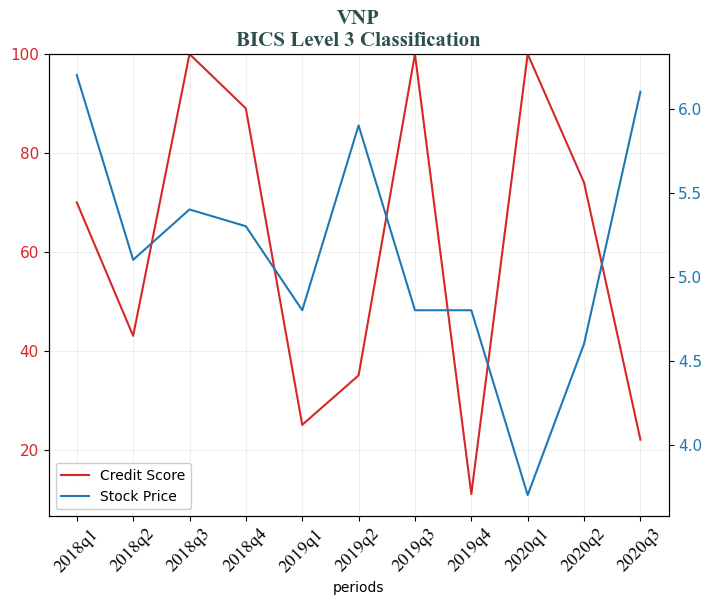 VNP
BICS Level 3 Classification
100
80
60
40
20
6.0
5.5
5.0
4.5
4.0
Credit Score
Stock Price
2018q1
2018q2
2018q3
2018q4
2019q1
2019q2
2019q3
2019q4
2020q1
2020q2
2020q3
periods